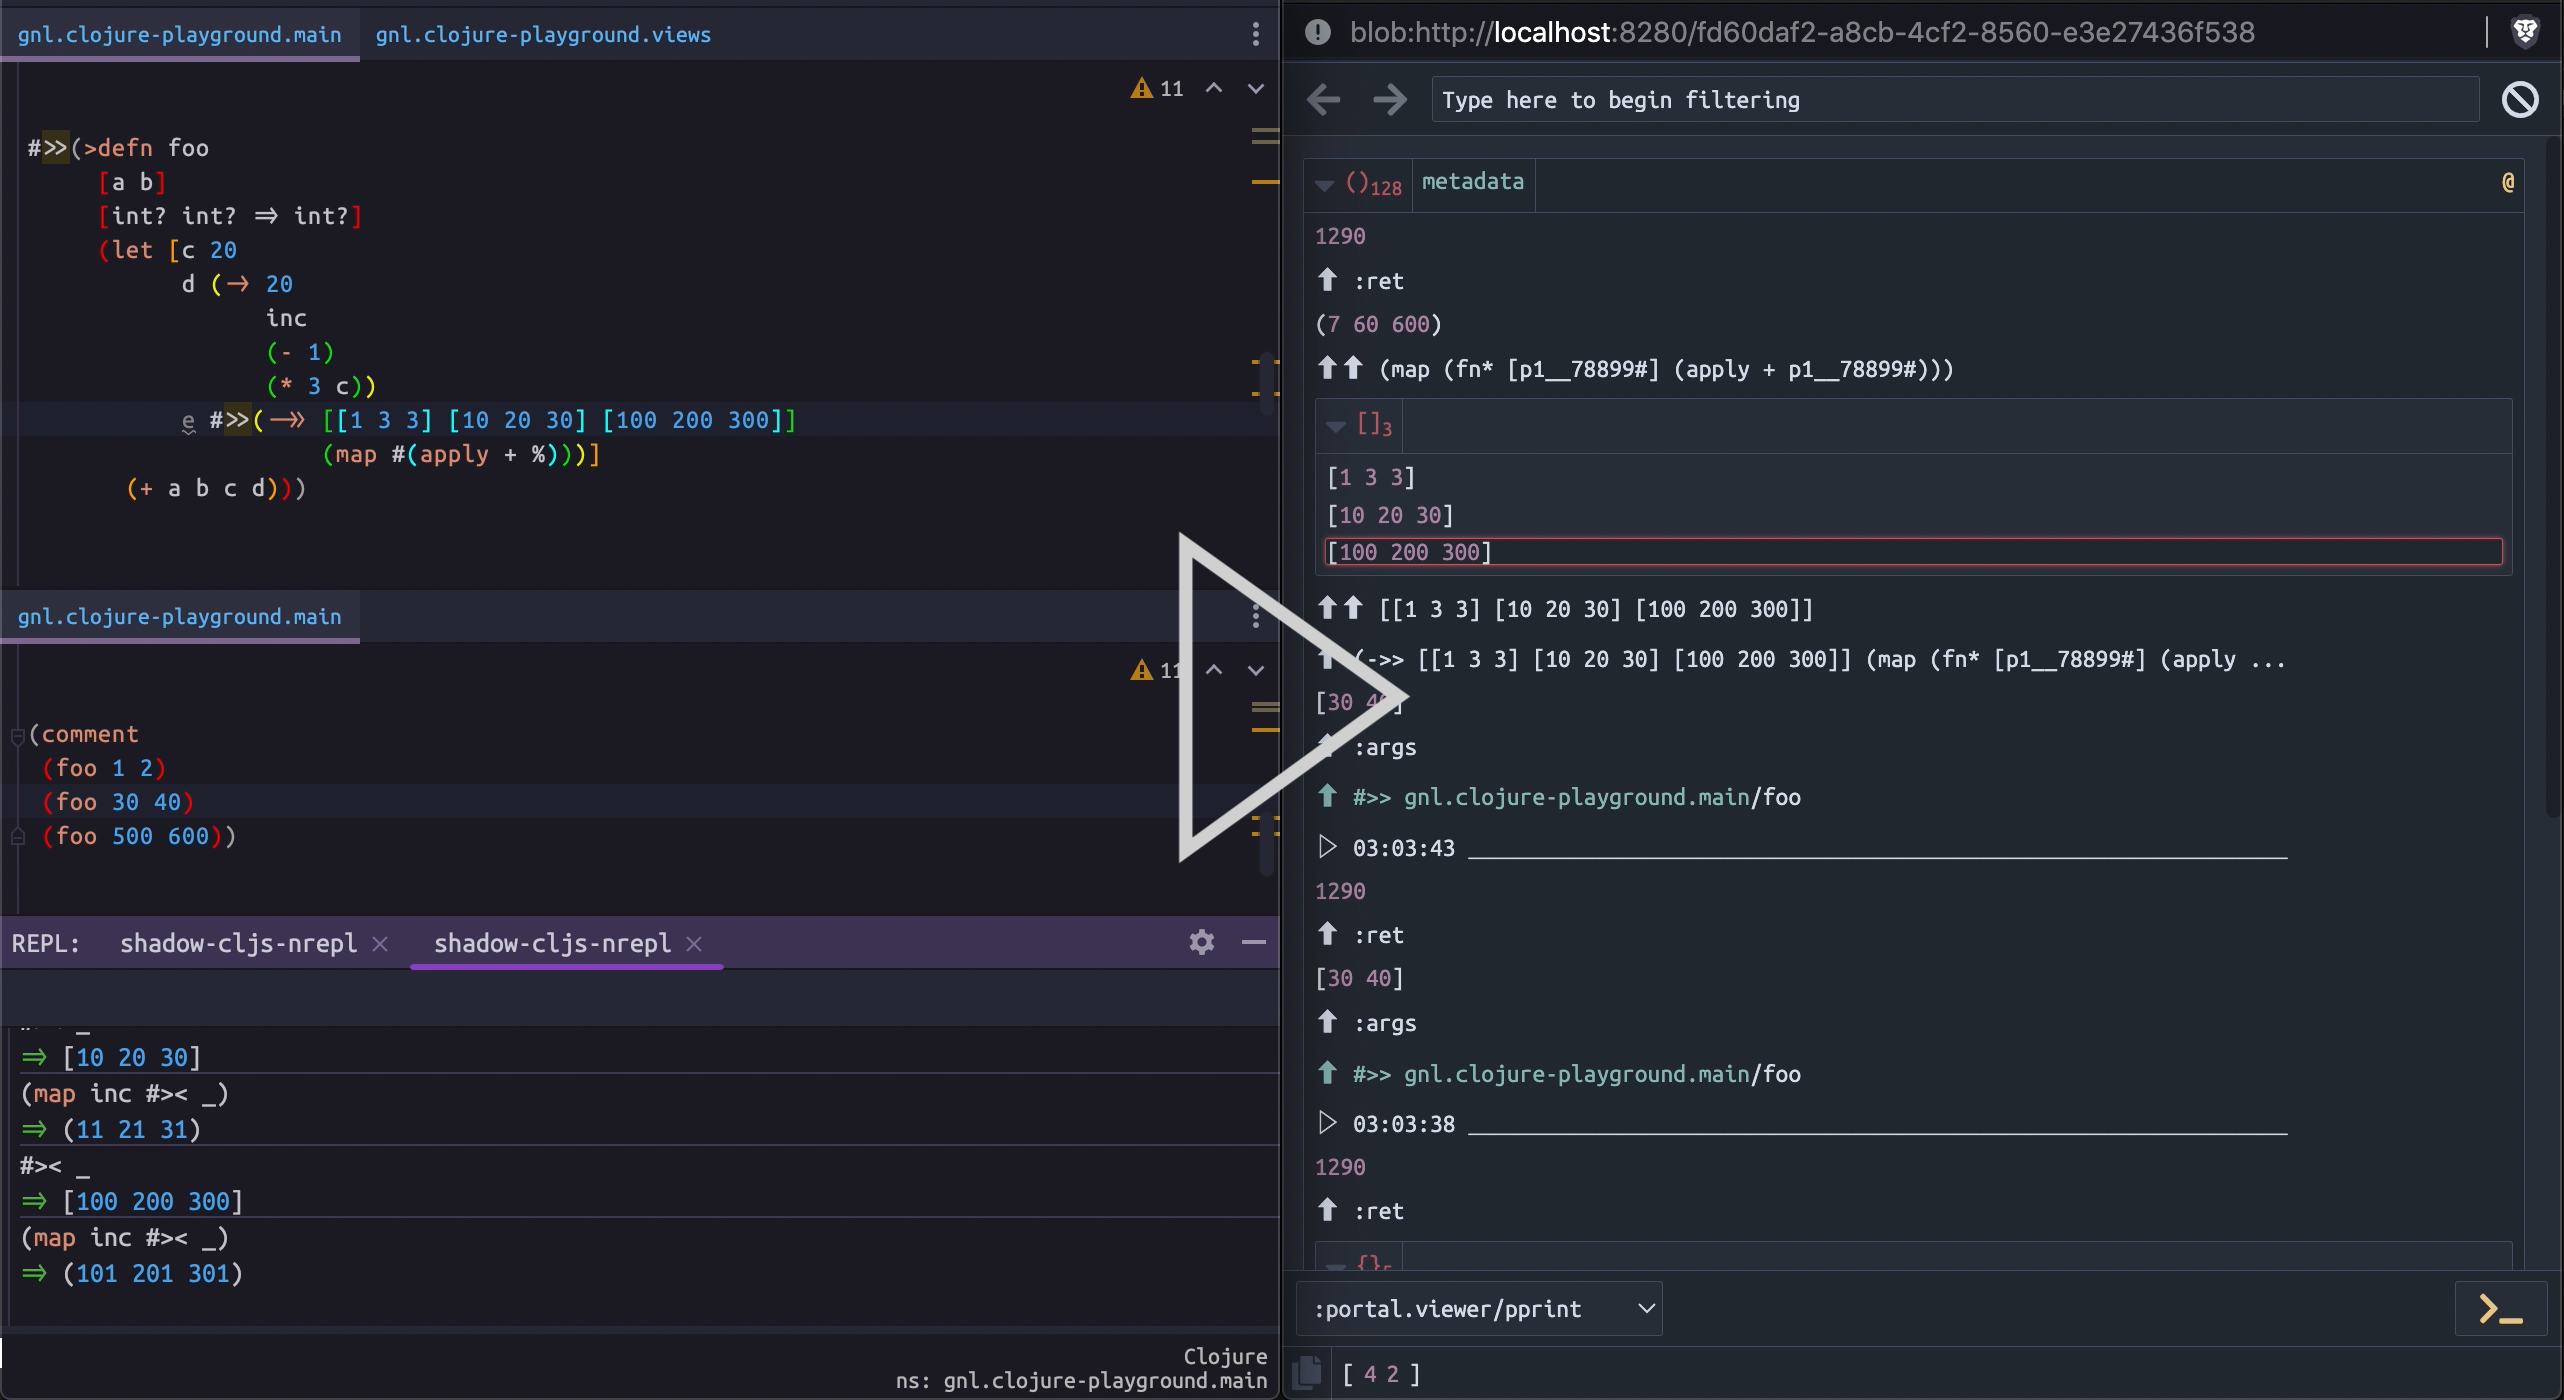 gnl.clojure-playground.main gnl.clojure-playground.views
11
#>>(>defn foo
[a b]
[int? int? => int?]
(let [c 20
d (-> 20
inc
(- 1)
(* 3 c))
e #>>(->> [[1 3 3] [10 20 30] [100 200 300]]
(map #(apply + %)))]
(+ a b c d)))
gnl.clojure-playground.main
11
(comment
(foo 1 2)
(foo 30 40)
(foo 500 600))
REPL: shadow-cljs-nrepl shadow-cljs-nrepl
=> [10 20 30]
(map inc #>< _)
=> (11 21 31)
#>< _
=> [100 200 300]
(map inc #>< _)
=> (101 201 301)
Clojure
ns: gnl.clojure-playground.main
blob:http://localhost:8280/fd60daf2-a8cb-4cf2-8560-e3e27436f538
Type here to begin filtering
()128 metadata @
1290
:ret
(7 60 600)
(map (fn* [p1__78899#] (apply + p1__78899#)))
[]3
[1 3 3]
[10 20 30]
[100 200 300]
[[1 3 3] [10 20 30] [100 200 300]]
(->> [[1 3 3] [10 20 30] [100 200 300]] (map (fn* [p1__78899#] (apply ...
[30 40]
:args
#>> gnl.clojure-playground.main/foo
03:03:43
1290
:ret
[30 40]
:args
#>> gnl.clojure-playground.main/foo
03:03:38
1290
:ret
:portal.viewer/pprint
>_
[ 4 2 ]